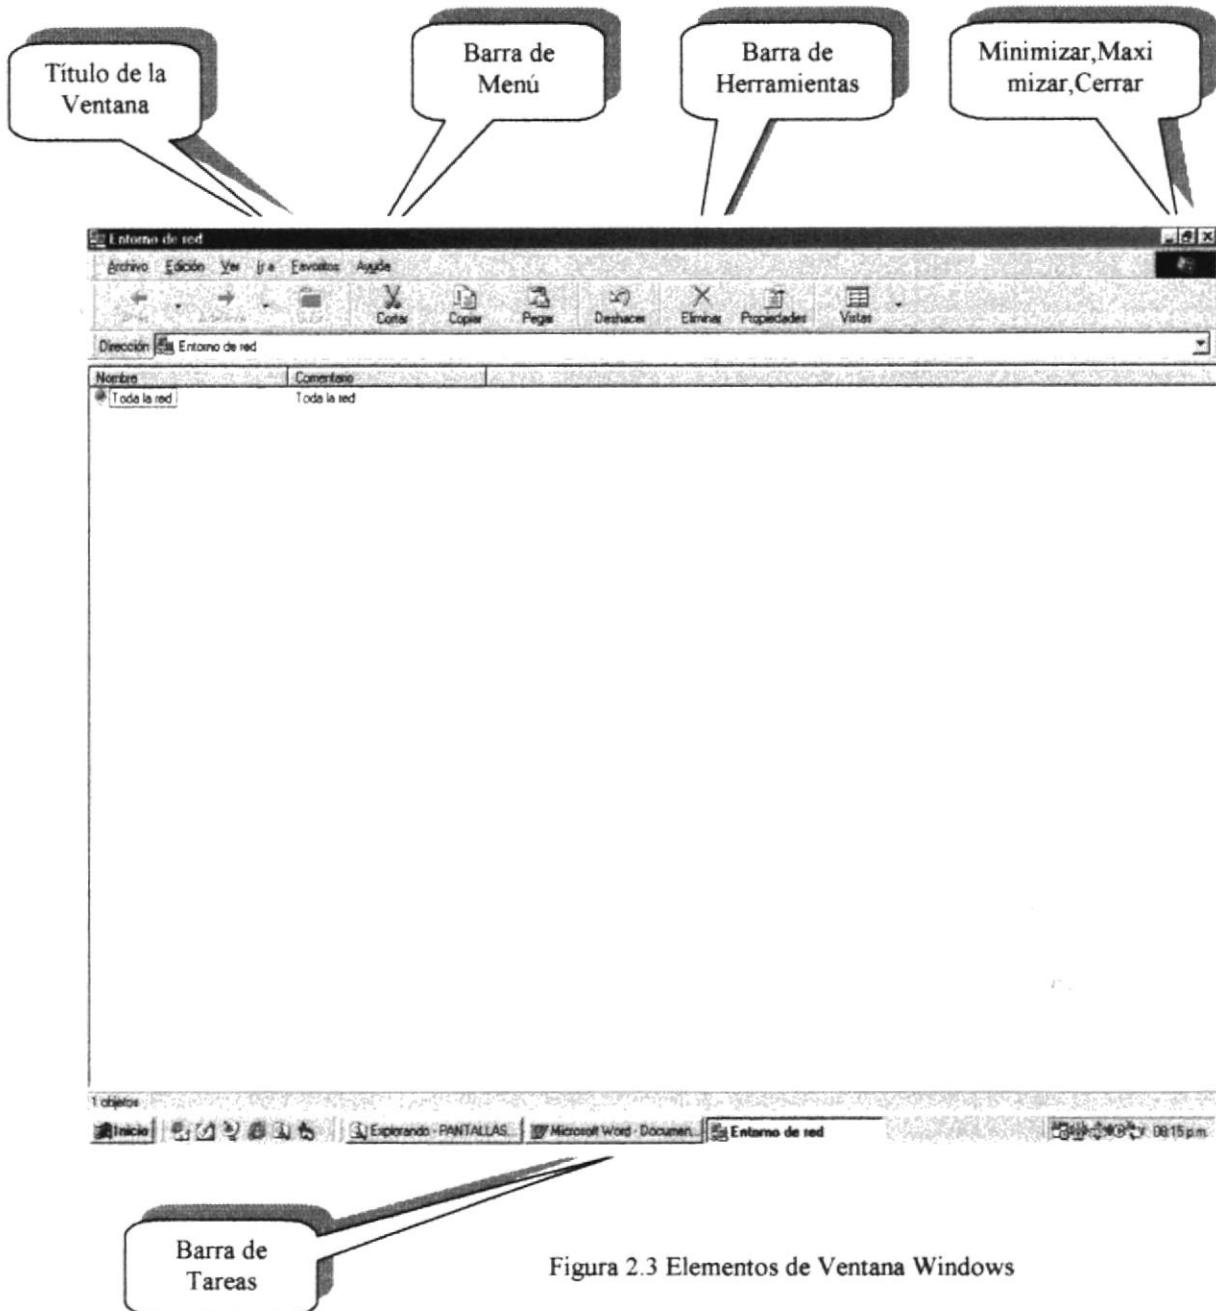 Título de la
Ventana
Barra de
Menú
Barra de
Herramientas
Minimizar,Maxi
mizar,Cerrar
Entorno de red
Archivo Edición Ver Ir a Favoritos Ayuda
Cortar Copiar Pegar Deshacer Eliminar Propiedades Vistas
Dirección Entorno de red
Nombre Comentario
Toda la red Toda la red
1 objetos
Inicio Explorando - PANTALLAS... Microsoft Word - Documen... Entorno de red 08:15 p.m.
Barra de
Tareas
Figura 2.3 Elementos de Ventana Windows